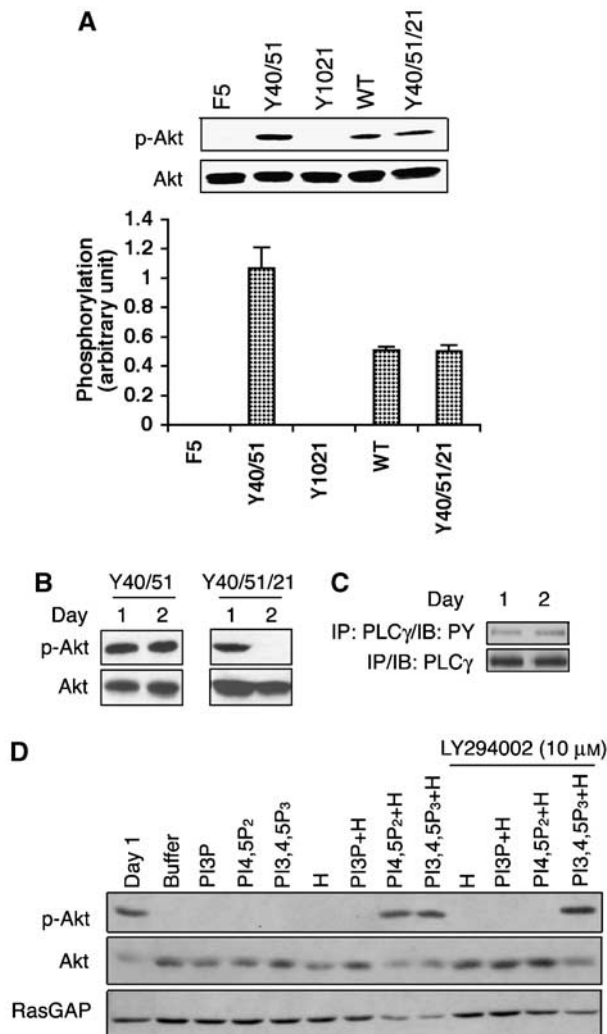 A
F5 Y40/51 Y1021 WT Y40/51/21
p-Akt
Akt
Phosphorylation
(arbitrary unit)
1.4
1.2
1
0.8
0.6
0.4
0.2
0
F5 Y40/51 Y1021 WT Y40/51/21
B
Y40/51 Y40/51/21
Day 1 2 1 2
p-Akt
Akt
C
Day 1 2
IP: PLCγ/IB: PY
IP/IB: PLCγ
D
LY294002 (10 μM)
Day 1 Buffer PI3P PI4,5P₂ PI3,4,5P₃ H PI3P+H PI4,5P₂+H PI3,4,5P₃+H H PI3P+H PI4,5P₂+H PI3,4,5P₃+H
p-Akt
Akt
RasGAP